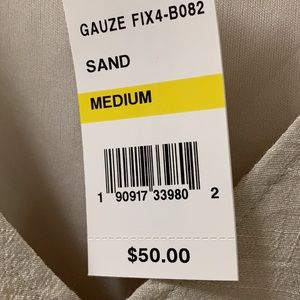 GAUZE FIX4-B082
SAND
MEDIUM
1 90917 33980 2
$50.00